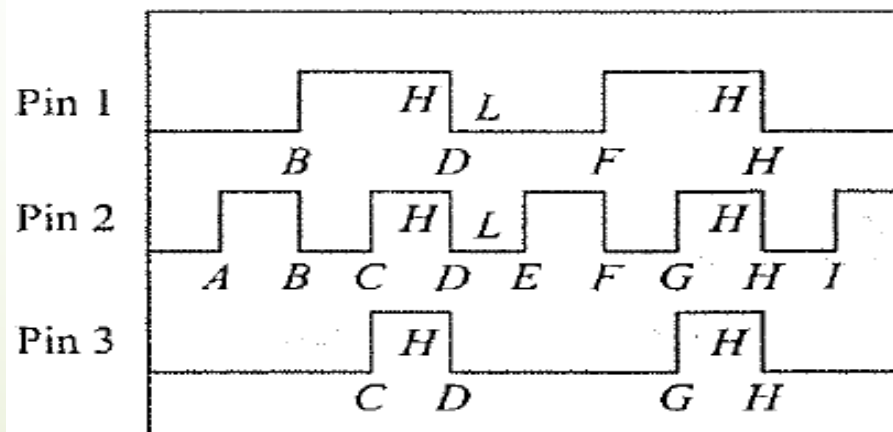 Pin 1 H L H
B D F H
Pin 2 H L H
A B C D E F G H I
Pin 3 H H
C D G H